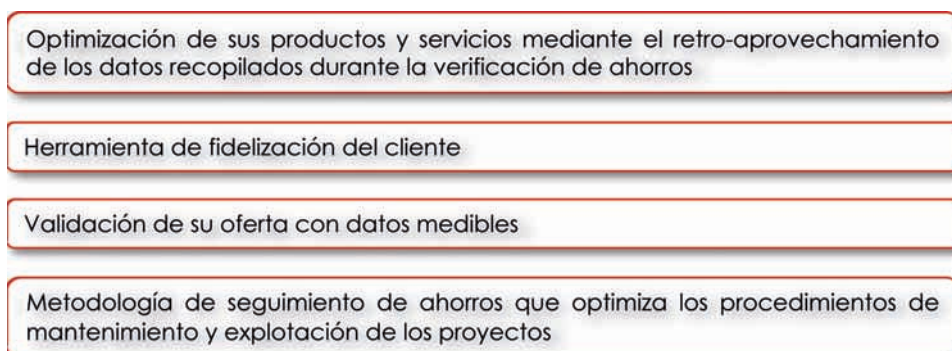 Optimización de sus productos y servicios mediante el retro-aprovechamiento
de los datos recopilados durante la verificación de ahorros
Herramienta de fidelización del cliente
Validación de su oferta con datos medibles
Metodología de seguimiento de ahorros que optimiza los procedimientos de
mantenimiento y explotación de los proyectos